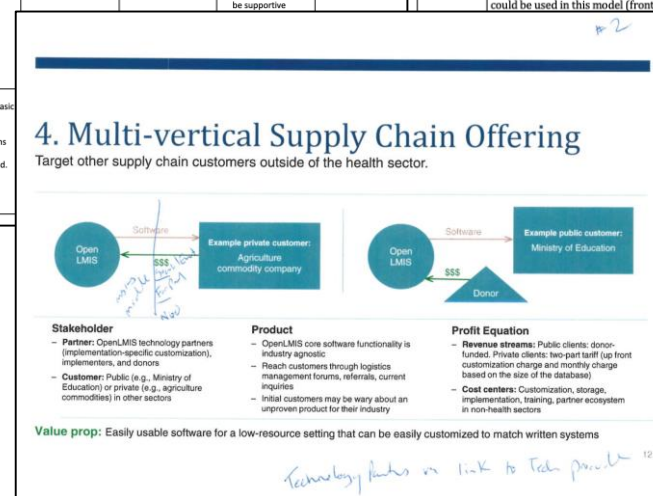 be supportive
could be used in this model (front
# 2
asic
ns
d.
4. Multi-vertical Supply Chain Offering
Target other supply chain customers outside of the health sector.
Software
Open
LMIS
$$$
Example private customer:
Agriculture
commodity company
Software
Open
LMIS
$$$
Example public customer:
Ministry of Education
Donor
Stakeholder
– Partner: OpenLMIS technology partners
(implementation-specific customization),
implementers, and donors
– Customer: Public (e.g., Ministry of
Education) or private (e.g., agriculture
commodities) in other sectors
Product
– OpenLMIS core software functionality is
industry agnostic
– Reach customers through logistics
management forums, referrals, current
inquiries
– Initial customers may be wary about an
unproven product for their industry
Profit Equation
– Revenue streams: Public clients: donor-
funded. Private clients: two-part tariff (up front
customization charge and monthly charge
based on the size of the database)
– Cost centers: Customization, storage,
implementation, training, partner ecosystem
in non-health sectors
Value prop: Easily usable software for a low-resource setting that can be easily customized to match written systems
Technology link to Tech
12